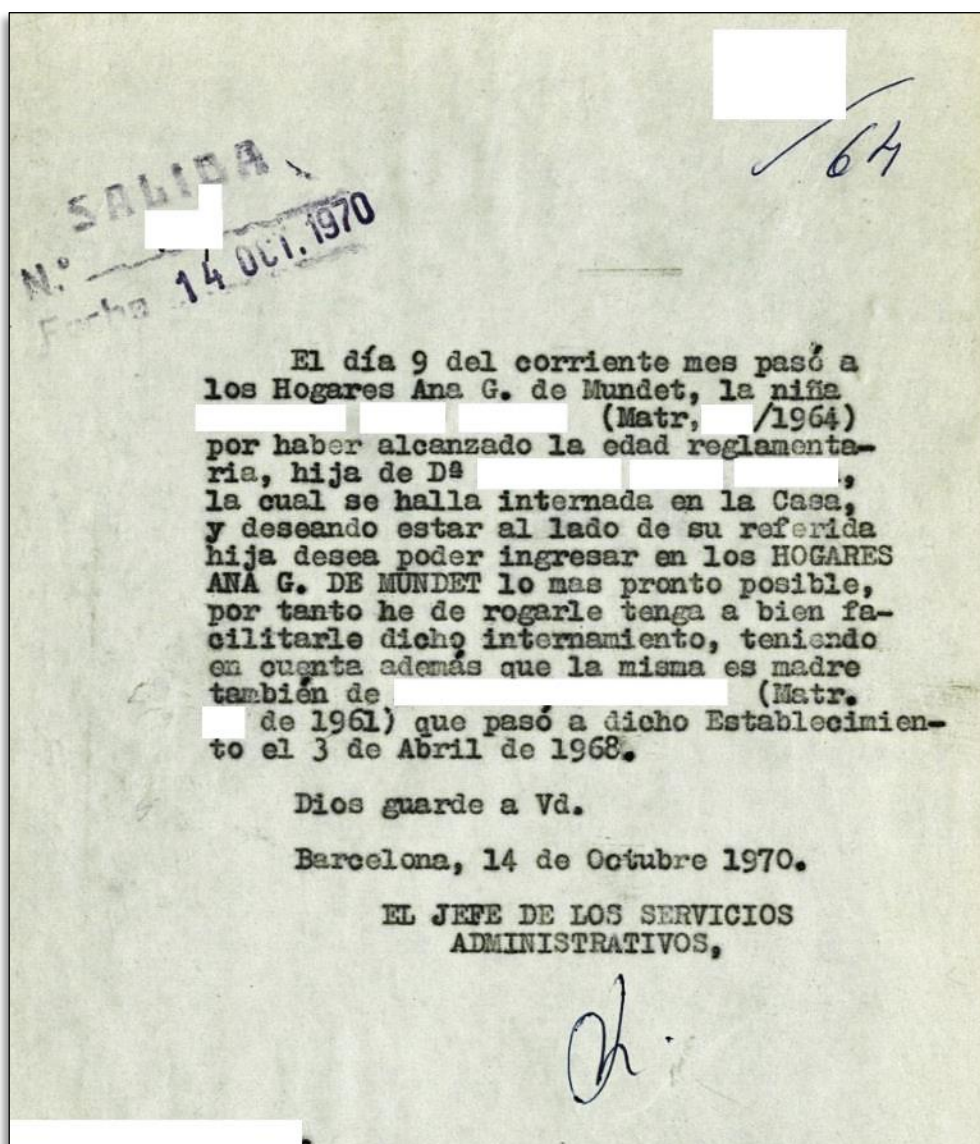 64
SALIDA
N.º
Fecha 14 OCT. 1970
El día 9 del corriente mes pasó a
los Hogares Ana G. de Mundet, la niña
(Matr, /1964)
por haber alcanzado la edad reglamenta-
ria, hija de Dª ,
la cual se halla internada en la Casa,
y deseando estar al lado de su referida
hija desea poder ingresar en los HOGARES
ANA G. DE MUNDET lo mas pronto posible,
por tanto he de rogarle tenga a bien fa-
cilitarle dicho internamiento, teniendo
en cuenta además que la misma es madre
también de (Matr.
de 1961) que pasó a dicho Establecimien-
to el 3 de Abril de 1968.
Dios guarde a Vd.
Barcelona, 14 de Octubre 1970.
EL JEFE DE LOS SERVICIOS
ADMINISTRATIVOS,